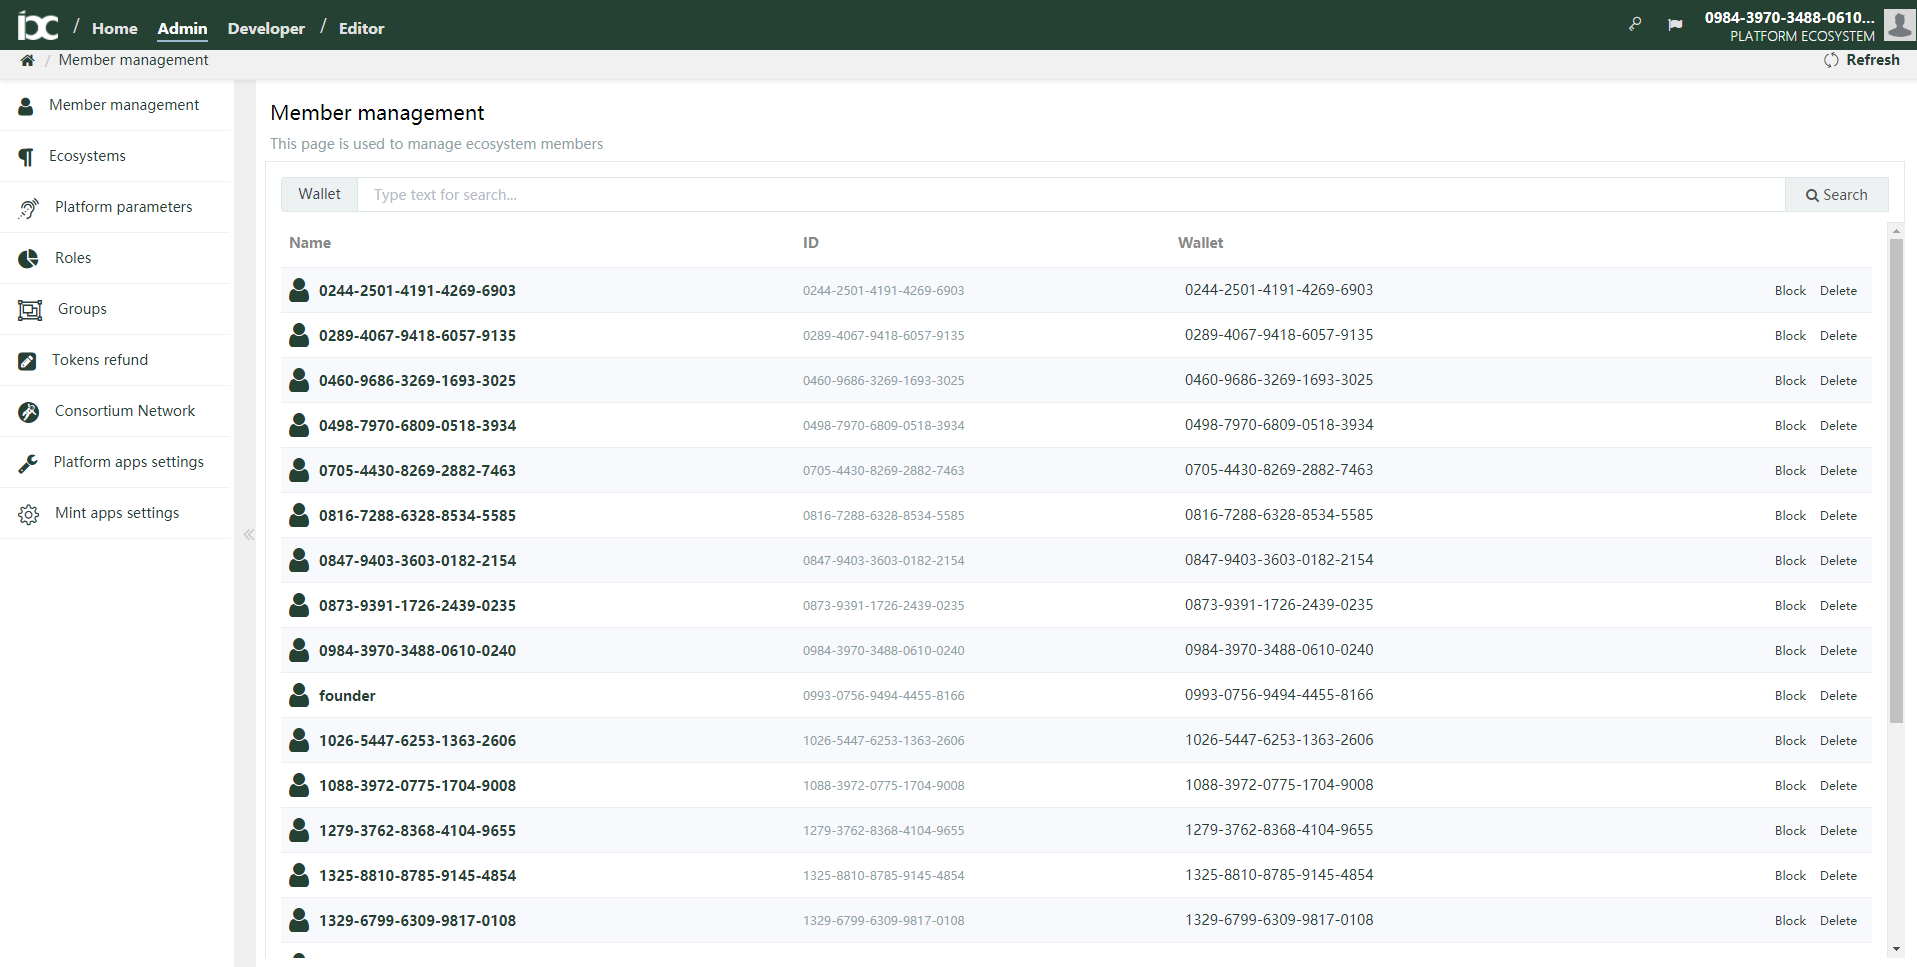 ibc / Home Admin Developer / Editor
0984-3970-3488-0610...
PLATFORM ECOSYSTEM
/ Member management
Refresh
Member management
Ecosystems
Platform parameters
Roles
Groups
Tokens refund
Consortium Network
Platform apps settings
Mint apps settings
Member management
This page is used to manage ecosystem members
Wallet Type text for search... Search
Name ID Wallet
0244-2501-4191-4269-6903 0244-2501-4191-4269-6903 0244-2501-4191-4269-6903 Block Delete
0289-4067-9418-6057-9135 0289-4067-9418-6057-9135 0289-4067-9418-6057-9135 Block Delete
0460-9686-3269-1693-3025 0460-9686-3269-1693-3025 0460-9686-3269-1693-3025 Block Delete
0498-7970-6809-0518-3934 0498-7970-6809-0518-3934 0498-7970-6809-0518-3934 Block Delete
0705-4430-8269-2882-7463 0705-4430-8269-2882-7463 0705-4430-8269-2882-7463 Block Delete
0816-7288-6328-8534-5585 0816-7288-6328-8534-5585 0816-7288-6328-8534-5585 Block Delete
0847-9403-3603-0182-2154 0847-9403-3603-0182-2154 0847-9403-3603-0182-2154 Block Delete
0873-9391-1726-2439-0235 0873-9391-1726-2439-0235 0873-9391-1726-2439-0235 Block Delete
0984-3970-3488-0610-0240 0984-3970-3488-0610-0240 0984-3970-3488-0610-0240 Block Delete
founder 0993-0756-9494-4455-8166 0993-0756-9494-4455-8166 Block Delete
1026-5447-6253-1363-2606 1026-5447-6253-1363-2606 1026-5447-6253-1363-2606 Block Delete
1088-3972-0775-1704-9008 1088-3972-0775-1704-9008 1088-3972-0775-1704-9008 Block Delete
1279-3762-8368-4104-9655 1279-3762-8368-4104-9655 1279-3762-8368-4104-9655 Block Delete
1325-8810-8785-9145-4854 1325-8810-8785-9145-4854 1325-8810-8785-9145-4854 Block Delete
1329-6799-6309-9817-0108 1329-6799-6309-9817-0108 1329-6799-6309-9817-0108 Block Delete